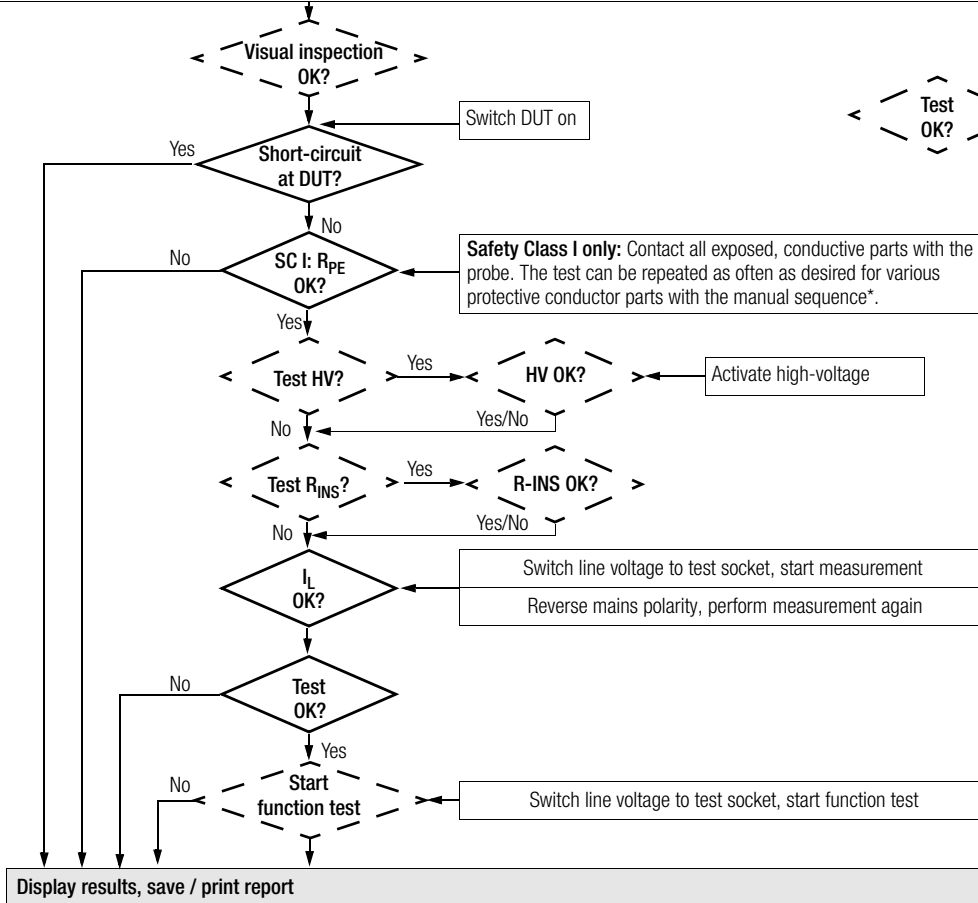 Visual inspection
OK?
Test
OK?
Switch DUT on
Yes
Short-circuit
at DUT?
No
No
SC I: RPE
OK?
Safety Class I only: Contact all exposed, conductive parts with the
probe. The test can be repeated as often as desired for various
protective conductor parts with the manual sequence*.
Yes
Test HV?
Yes
HV OK?
Activate high-voltage
No
Yes/No
Test RINS?
Yes
R-INS OK?
No
Yes/No
IL
OK?
Switch line voltage to test socket, start measurement
Reverse mains polarity, perform measurement again
No
Test
OK?
Yes
No
Start
function test
Switch line voltage to test socket, start function test
Display results, save / print report